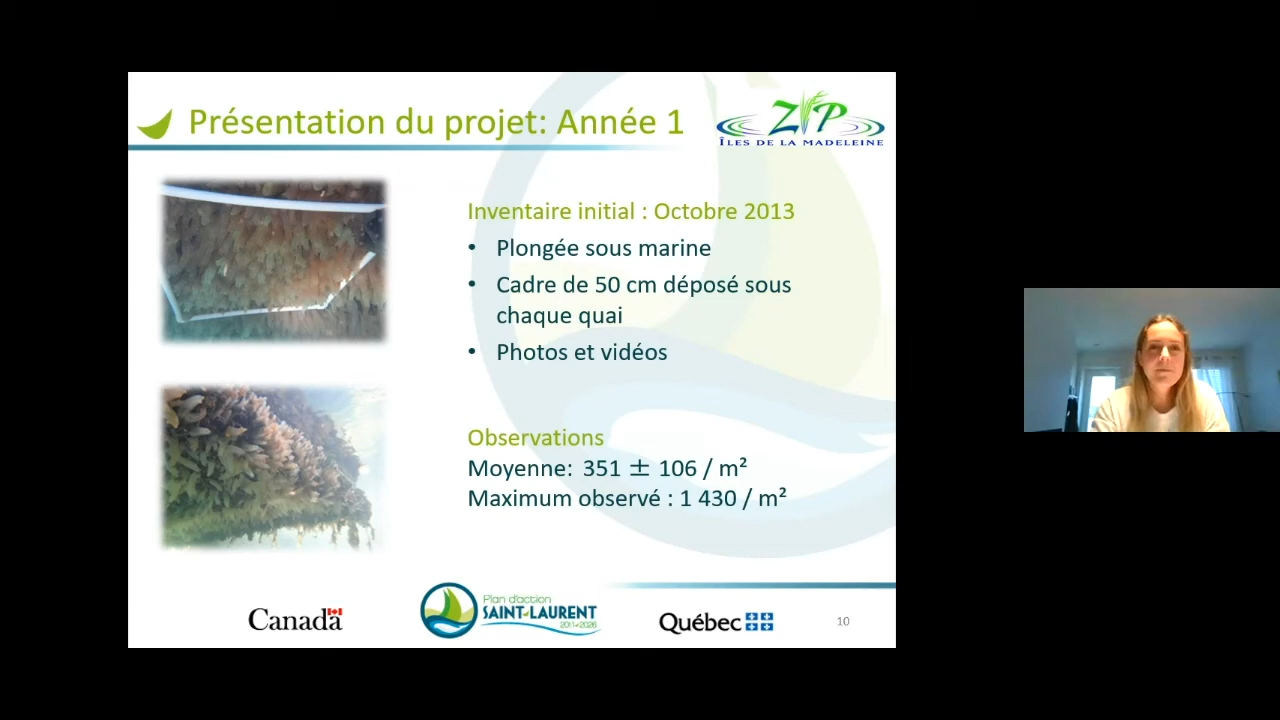 Présentation du projet: Année 1
ZIP
ÎLES DE LA MADELEINE
Inventaire initial : Octobre 2013
• Plongée sous marine
• Cadre de 50 cm déposé sous
chaque quai
• Photos et vidéos
Observations
Moyenne: 351 ± 106 / m²
Maximum observé : 1 430 / m²
Canada
Plan d'action
SAINT-LAURENT
2011-2026
Québec
10